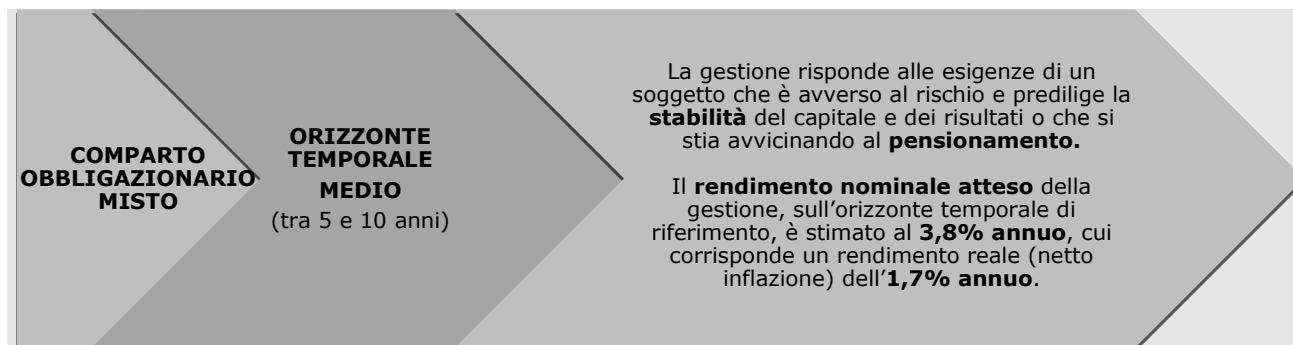 COMPARTO
OBBLIGAZIONARIO
MISTO
ORIZZONTE
TEMPORALE
MEDIO
(tra 5 e 10 anni)
La gestione risponde alle esigenze di un
soggetto che è avverso al rischio e predilige la
stabilità del capitale e dei risultati o che si
stia avvicinando al pensionamento.
Il rendimento nominale atteso della
gestione, sull’orizzonte temporale di
riferimento, è stimato al 3,8% annuo, cui
corrisponde un rendimento reale (netto
inflazione) dell’1,7% annuo.